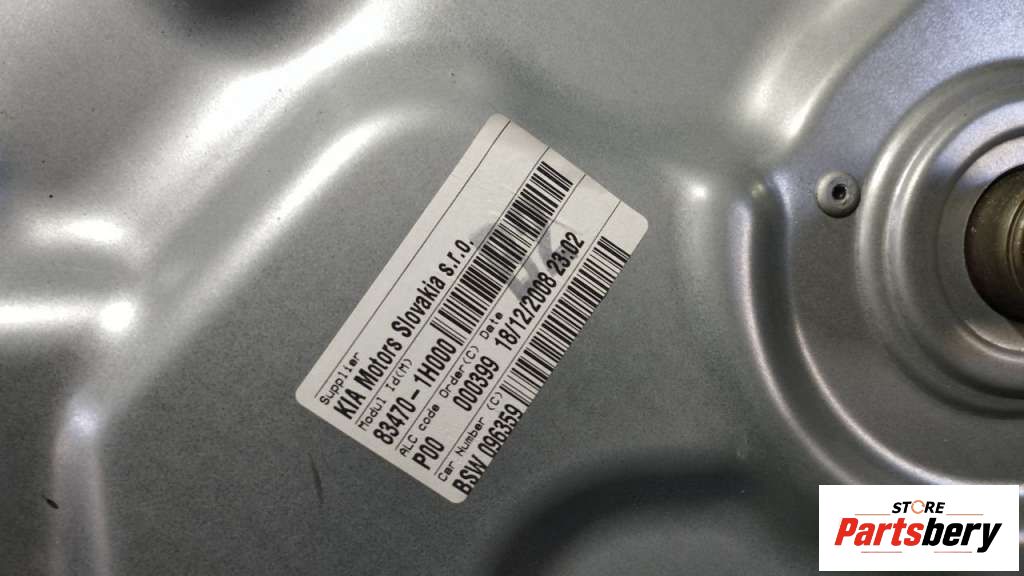 Supplier
KIA Motors Slovakia s.r.o.
Modul Id(M)
83470-1H000
ALC code Order(C) Date
P00 000399 18/12/2008 23:02
Car Number (C)
BSW 096359
STORE
Partsbery